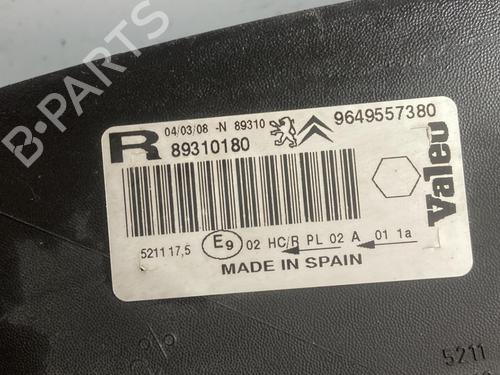 B-PARTS
04/03/08 -N 89310
9649557380
R 89310180
Valeo
5211 17,5
E9 02 HC/R PL 02 A 01 1a
MADE IN SPAIN
5211